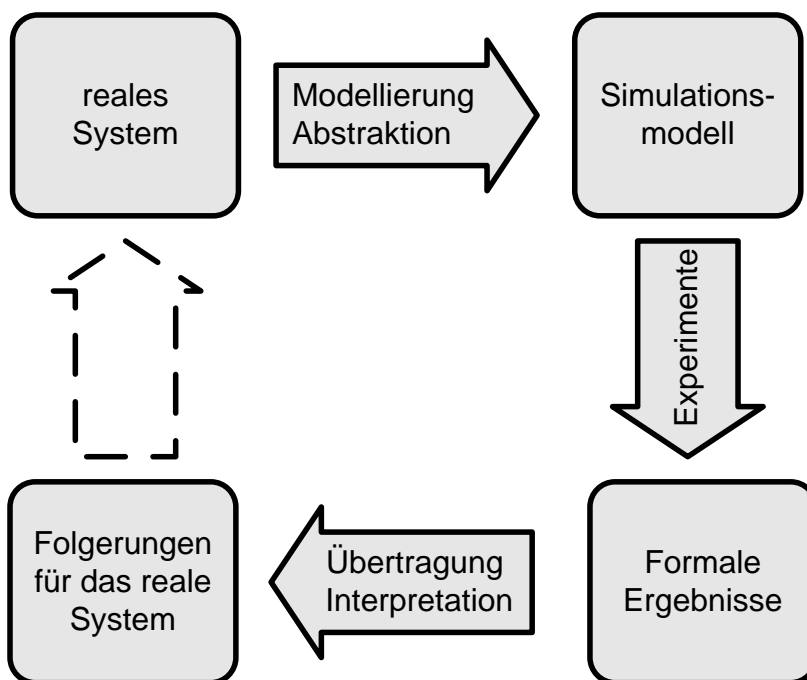 reales
System
Modellierung
Abstraktion
Simulations-
modell
Experimente
Formale
Ergebnisse
Übertragung
Interpretation
Folgerungen
für das reale
System